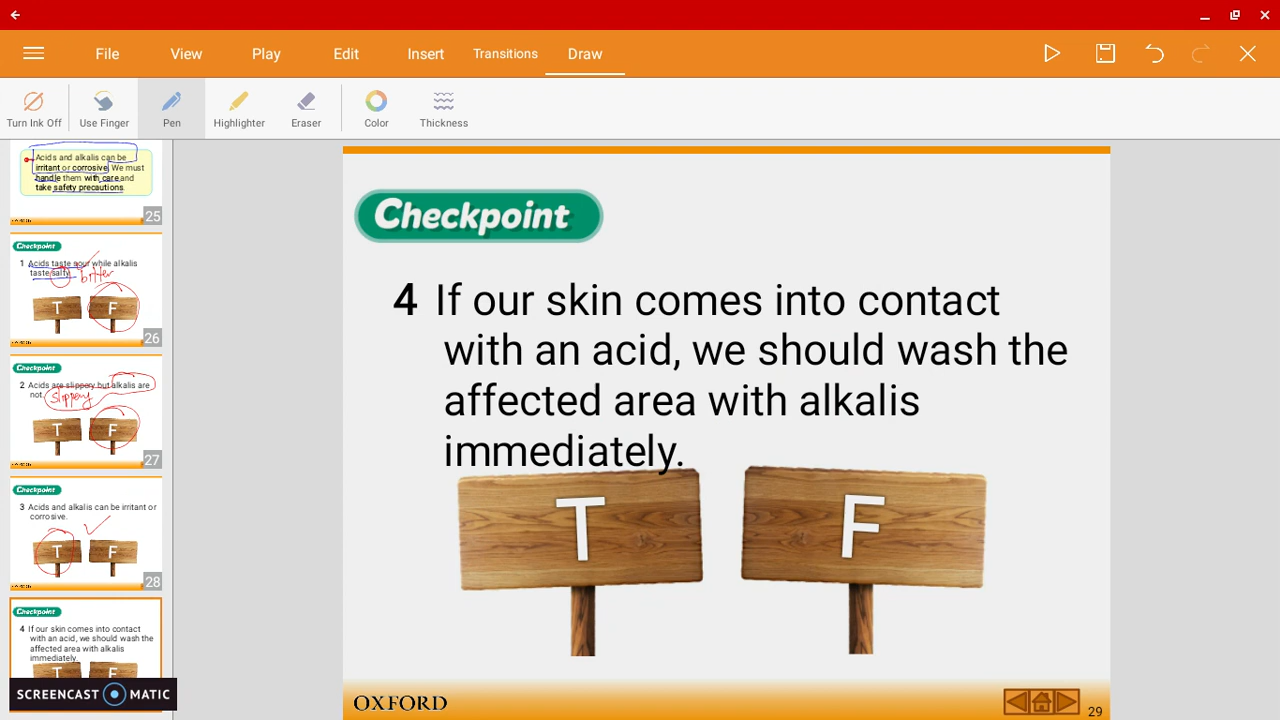 File View Play Edit Insert Transitions Draw
Turn Ink Off Use Finger Pen Highlighter Eraser Color Thickness
Acids and alkalis can be
irritant or corrosive. We must
handle them with care and
take safety precautions.
25
Checkpoint
1 Acids taste sour while alkalis
taste salty.
bitter
T F
26
Checkpoint
2 Acids are slippery but alkalis are
not.
slippery
T F
27
Checkpoint
3 Acids and alkalis can be irritant or
corrosive.
T F
28
Checkpoint
4 If our skin comes into contact
with an acid, we should wash the
affected area with alkalis
immediately.
T F
SCREENCAST MATIC
Checkpoint
4 If our skin comes into contact
with an acid, we should wash the
affected area with alkalis
immediately.
T F
OXFORD
29